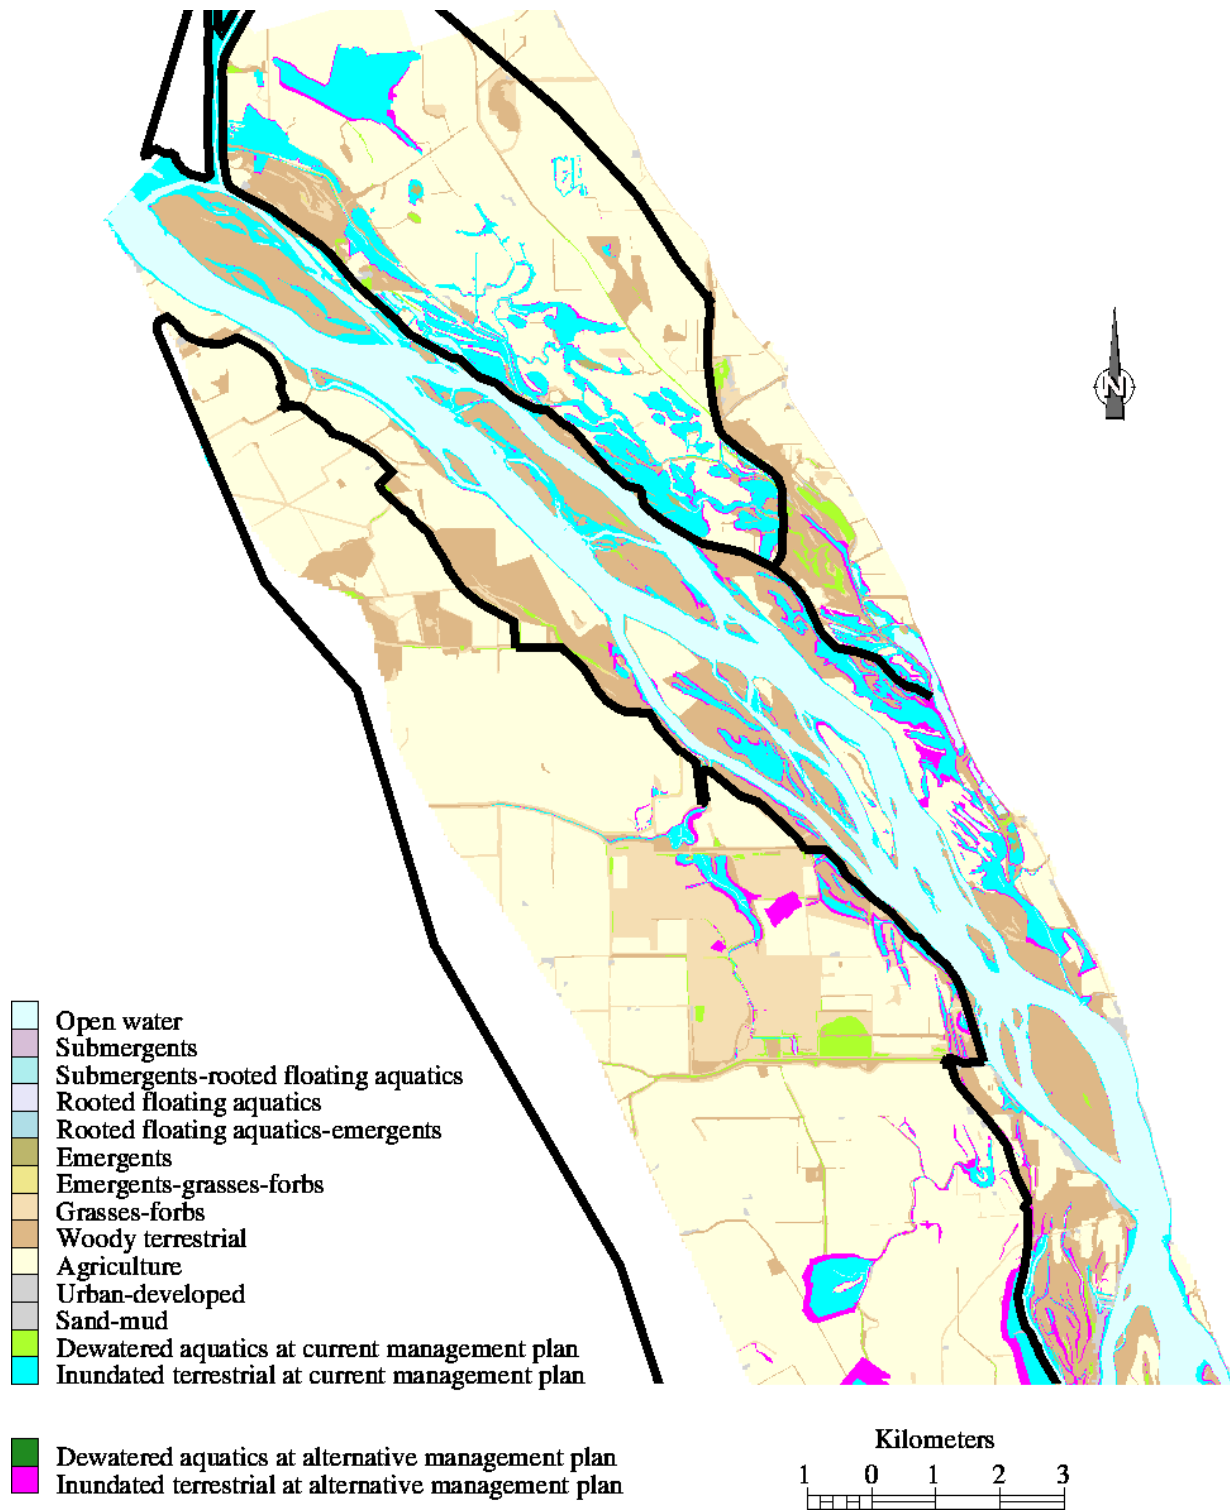 N
Open water
Submergents
Submergents-rooted floating aquatics
Rooted floating aquatics
Rooted floating aquatics-emergents
Emergents
Emergents-grasses-forbs
Grasses-forbs
Woody terrestrial
Agriculture
Urban-developed
Sand-mud
Dewatered aquatics at current management plan
Inundated terrestrial at current management plan
Dewatered aquatics at alternative management plan
Inundated terrestrial at alternative management plan
Kilometers
1 0 1 2 3